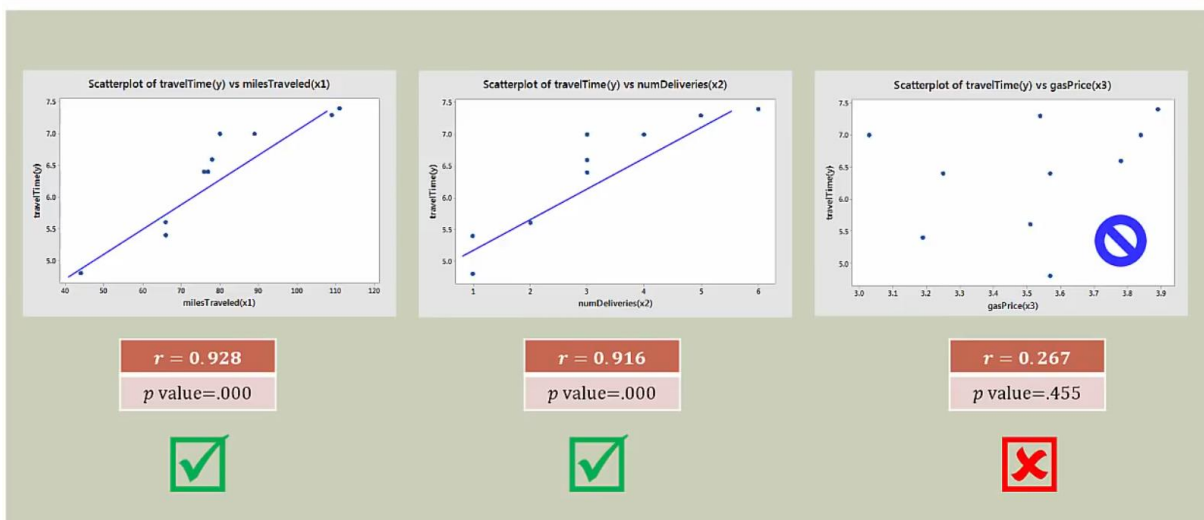 Scatterplot of travelTime(y) vs milesTraveled(x1)
travelTime(y)
7.5
7.0
6.5
6.0
5.5
5.0
40 50 60 70 80 90 100 110 120
milesTraveled(x1)
r = 0.928
p value=.000
Scatterplot of travelTime(y) vs numDeliveries(x2)
travelTime(y)
7.5
7.0
6.5
6.0
5.5
5.0
1 2 3 4 5 6
numDeliveries(x2)
r = 0.916
p value=.000
Scatterplot of travelTime(y) vs gasPrice(x3)
travelTime(y)
7.5
7.0
6.5
6.0
5.5
5.0
3.0 3.1 3.2 3.3 3.4 3.5 3.6 3.7 3.8 3.9
gasPrice(x3)
r = 0.267
p value=.455